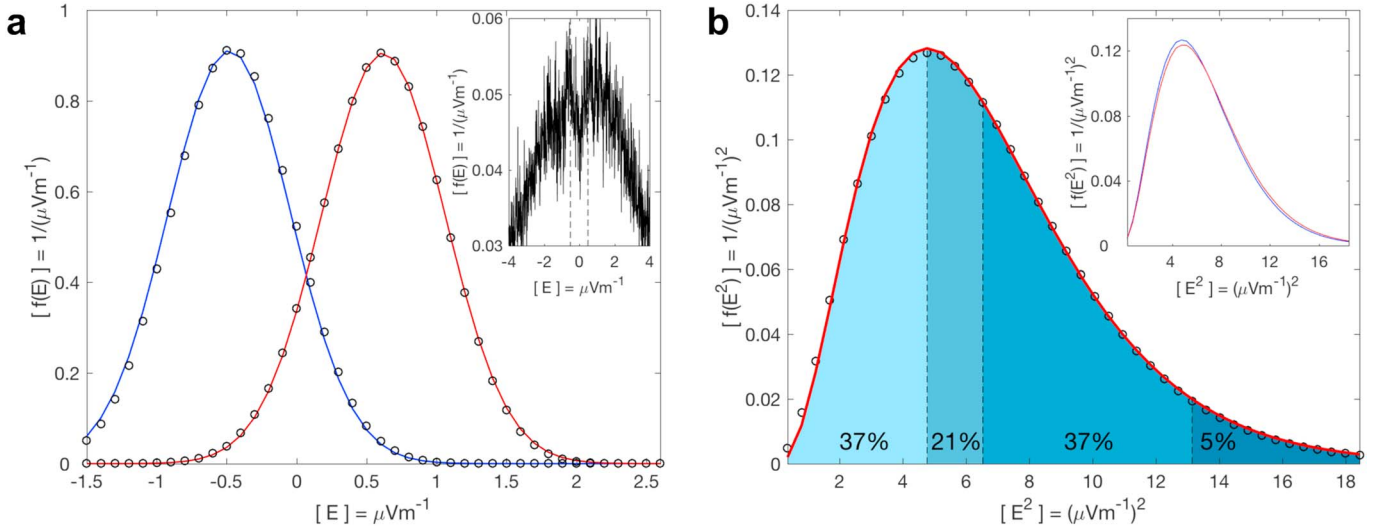 a
[ f(E) ] = 1/(μVm⁻¹)
1
0.8
0.6
0.4
0.2
0
-1.5 -1 -0.5 0 0.5 1 1.5 2 2.5
[ E ] = μVm⁻¹
[ f(E) ] = 1/(μVm⁻¹)
0.06
0.05
0.04
0.03
-4 -2 0 2 4
[ E ] = μVm⁻¹
b
[ f(E²) ] = 1/(μVm⁻¹)²
0.14
0.12
0.1
0.08
0.06
0.04
0.02
0
37% 21% 37% 5%
2 4 6 8 10 12 14 16 18
[ E² ] = (μVm⁻¹)²
[ f(E²) ] = 1/(μVm⁻¹)²
0.12
0.08
0.04
0
4 8 12 16
[ E² ] = (μVm⁻¹)²